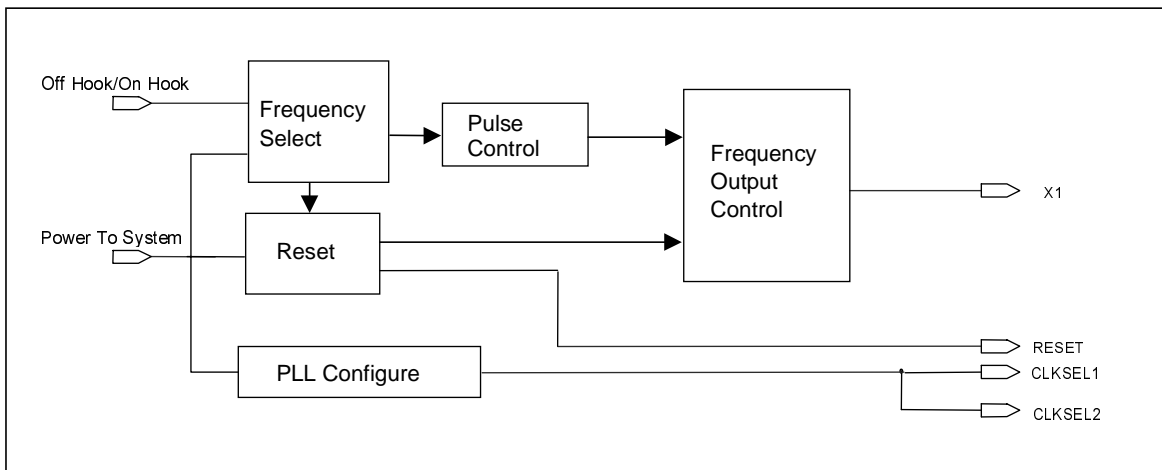 Off Hook/On Hook
Frequency
Select
Pulse
Control
Frequency
Output
Control
X1
Power To System
Reset
RESET
PLL Configure
CLKSEL1
CLKSEL2